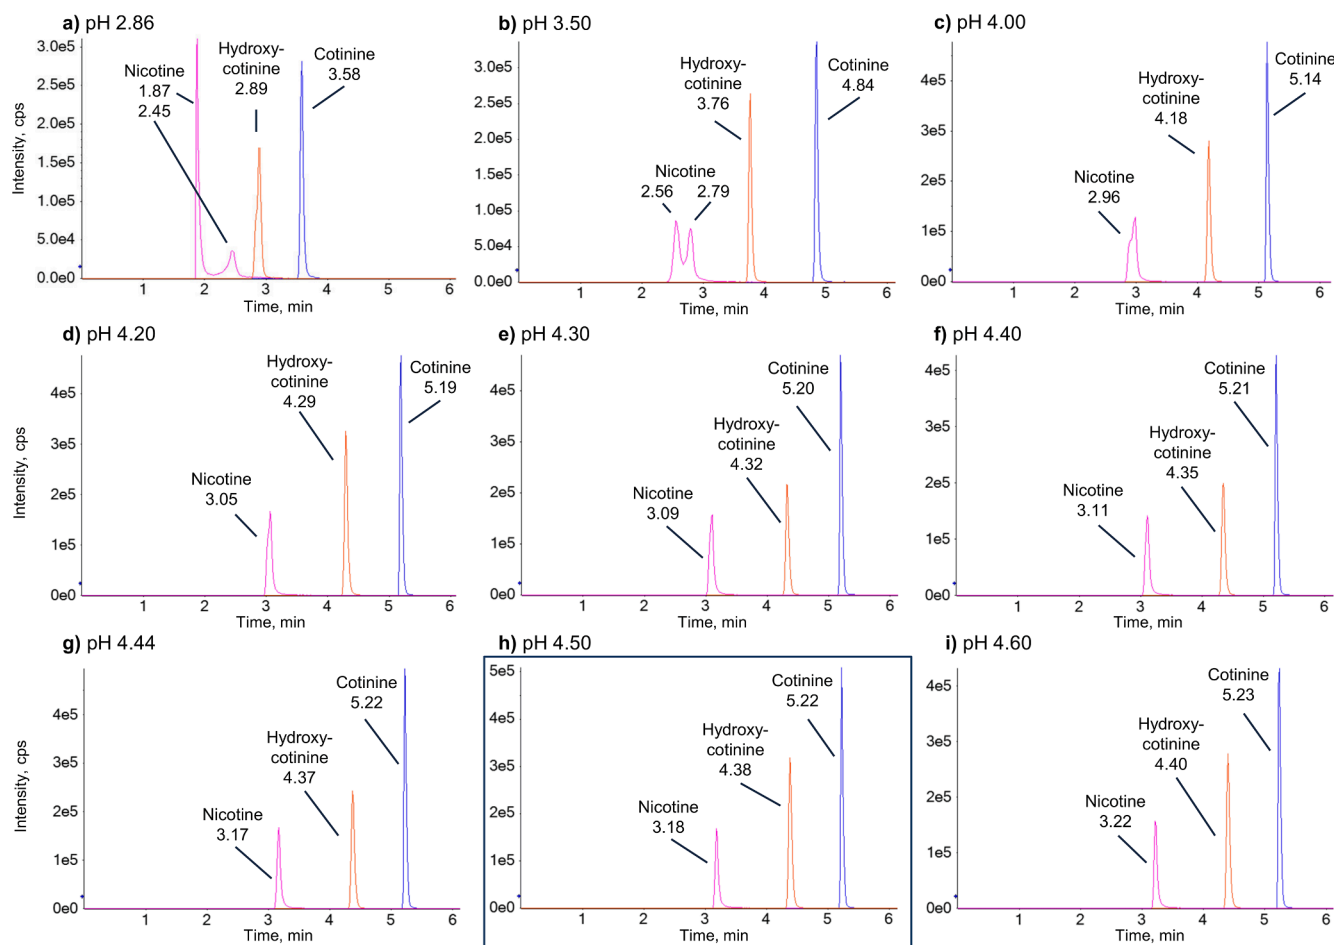 a) pH 2.86
Intensity, cps
3.0e5
2.5e5
2.0e5
1.5e5
1.0e5
5.0e4
0.0e0
Nicotine
1.87
2.45
Hydroxy-
cotinine
2.89
Cotinine
3.58
1 2 3 4 5 6
Time, min
b) pH 3.50
3.0e5
2.5e5
2.0e5
1.5e5
1.0e5
5.0e4
0.0e0
Nicotine
2.56 2.79
Hydroxy-
cotinine
3.76
Cotinine
4.84
1 2 3 4 5 6
Time, min
c) pH 4.00
4e5
3e5
2e5
1e5
0e0
Nicotine
2.96
Hydroxy-
cotinine
4.18
Cotinine
5.14
1 2 3 4 5 6
Time, min
d) pH 4.20
Intensity, cps
4e5
3e5
2e5
1e5
0e0
Nicotine
3.05
Hydroxy-
cotinine
4.29
Cotinine
5.19
1 2 3 4 5 6
Time, min
e) pH 4.30
4e5
3e5
2e5
1e5
0e0
Nicotine
3.09
Hydroxy-
cotinine
4.32
Cotinine
5.20
1 2 3 4 5 6
Time, min
f) pH 4.40
4e5
3e5
2e5
1e5
0e0
Nicotine
3.11
Hydroxy-
cotinine
4.35
Cotinine
5.21
1 2 3 4 5 6
Time, min
g) pH 4.44
Intensity, cps
4e5
3e5
2e5
1e5
0e0
Nicotine
3.17
Hydroxy-
cotinine
4.37
Cotinine
5.22
1 2 3 4 5 6
Time, min
h) pH 4.50
5e5
4e5
3e5
2e5
1e5
0e0
Nicotine
3.18
Hydroxy-
cotinine
4.38
Cotinine
5.22
1 2 3 4 5 6
Time, min
i) pH 4.60
4e5
3e5
2e5
1e5
0e0
Nicotine
3.22
Hydroxy-
cotinine
4.40
Cotinine
5.23
1 2 3 4 5 6
Time, min